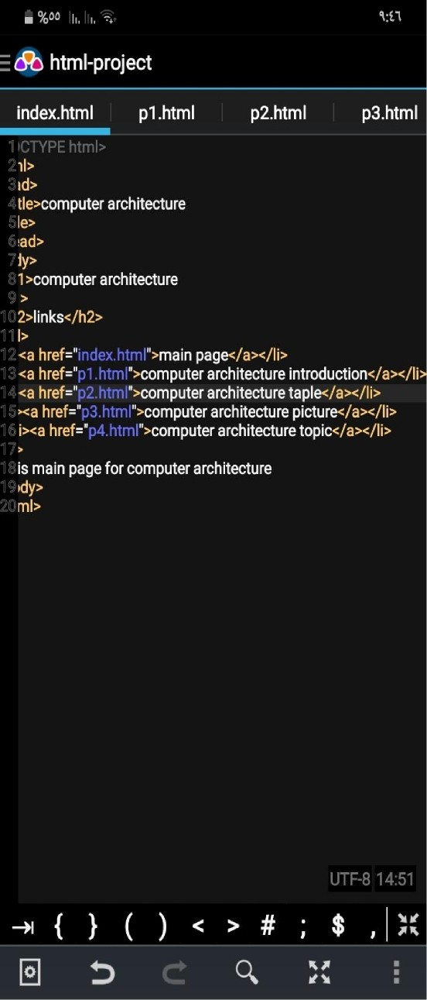 %٥٥ ٩:٤٦
html-project
index.html p1.html p2.html p3.html
1 CTYPE html>
2 nl>
3 ad>
4 tle>computer architecture
5 le>
6 ead>
7 dy>
8 1>computer architecture
9 >
10 2>links</h2>
11 l>
12 <a href="index.html">main page</a></li>
13 <a href="p1.html">computer architecture introduction</a></li>
14 <a href="p2.html">computer architecture taple</a></li>
15 ><a href="p3.html">computer architecture picture</a></li>
16 i><a href="p4.html">computer architecture topic</a></li>
17 >
18 is main page for computer architecture
19 dy>
20 ml>
UTF-8 14:51
{ } ( ) < > # ; $ ,